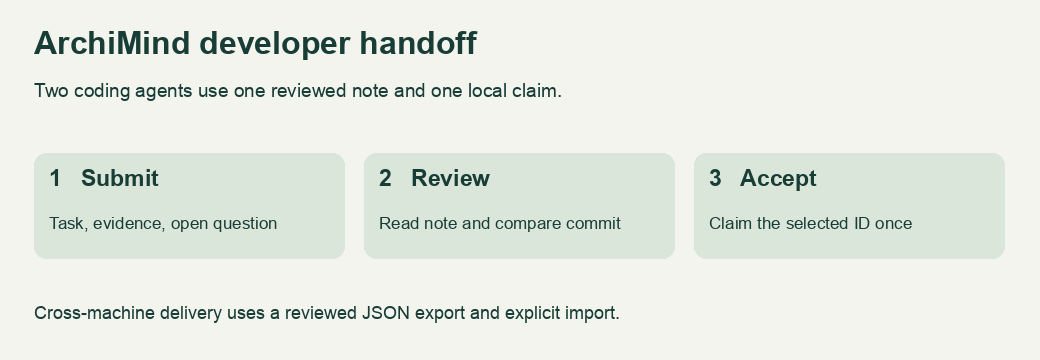 ArchiMind developer handoff
Two coding agents use one reviewed note and one local claim.
1 Submit
Task, evidence, open question
2 Review
Read note and compare commit
3 Accept
Claim the selected ID once
Cross-machine delivery uses a reviewed JSON export and explicit import.